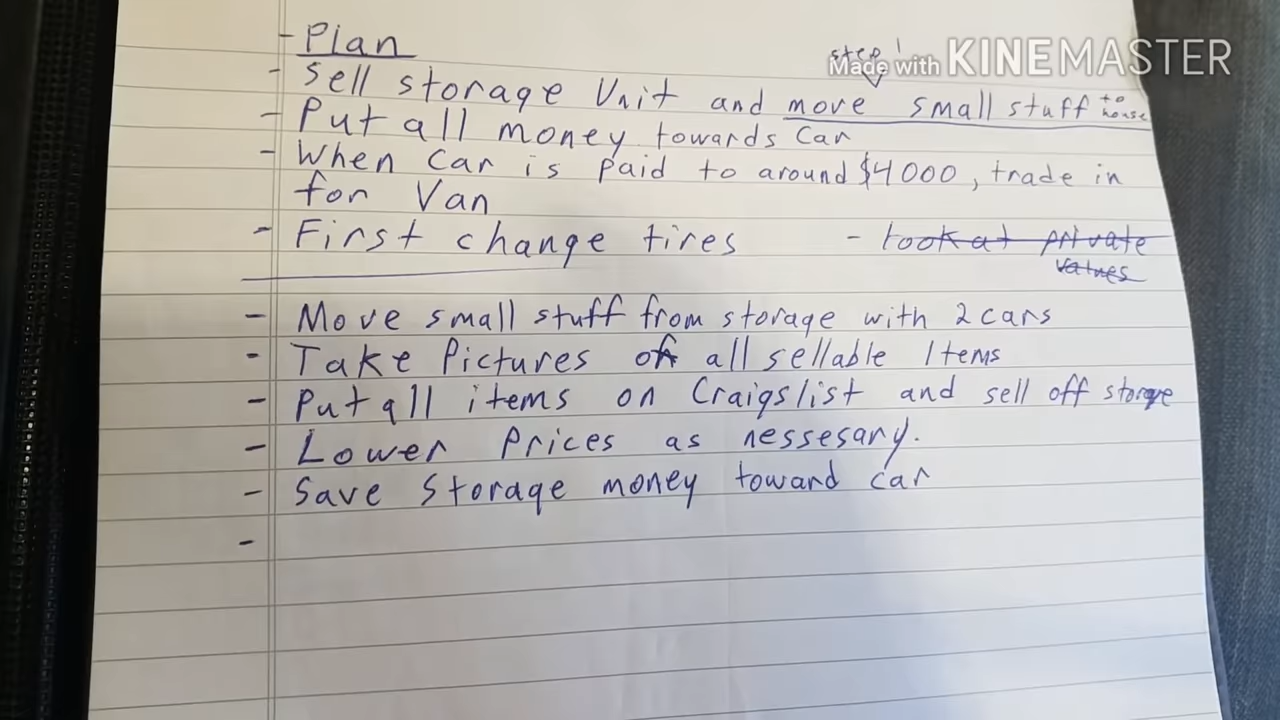 - Plan
step 1
Made with KINEMASTER
- Sell storage Unit and move small stuff to house
- Put all money towards Car
- When car is paid to around $4000, trade in
for Van
- First change tires - look at private
values
- Move small stuff from storage with 2 cars
- Take Pictures of all sellable Items
- Put all items on Craigslist and sell off storge
- Lower Prices as nessesary.
- Save storage money toward car
-